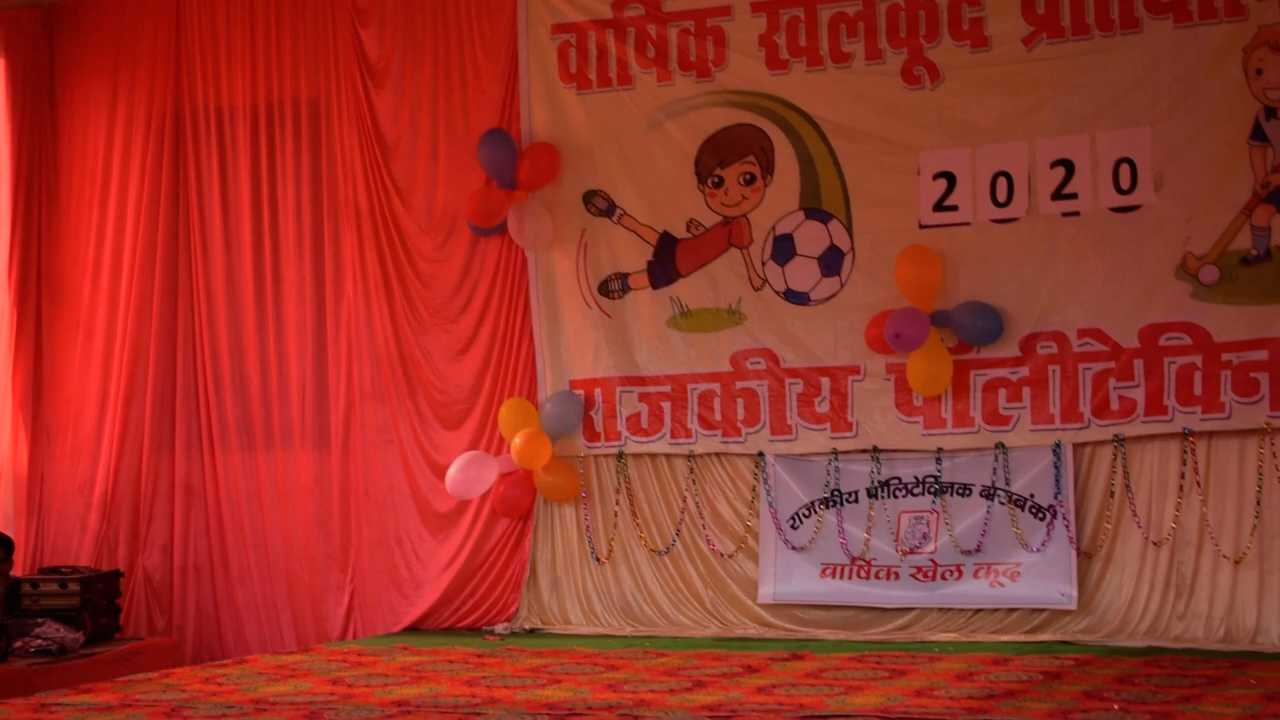 वार्षिक खेलकूद
2020
राजकीय
राजकीय पॉलिटेक्निक बाराबंकी
वार्षिक खेल कूद